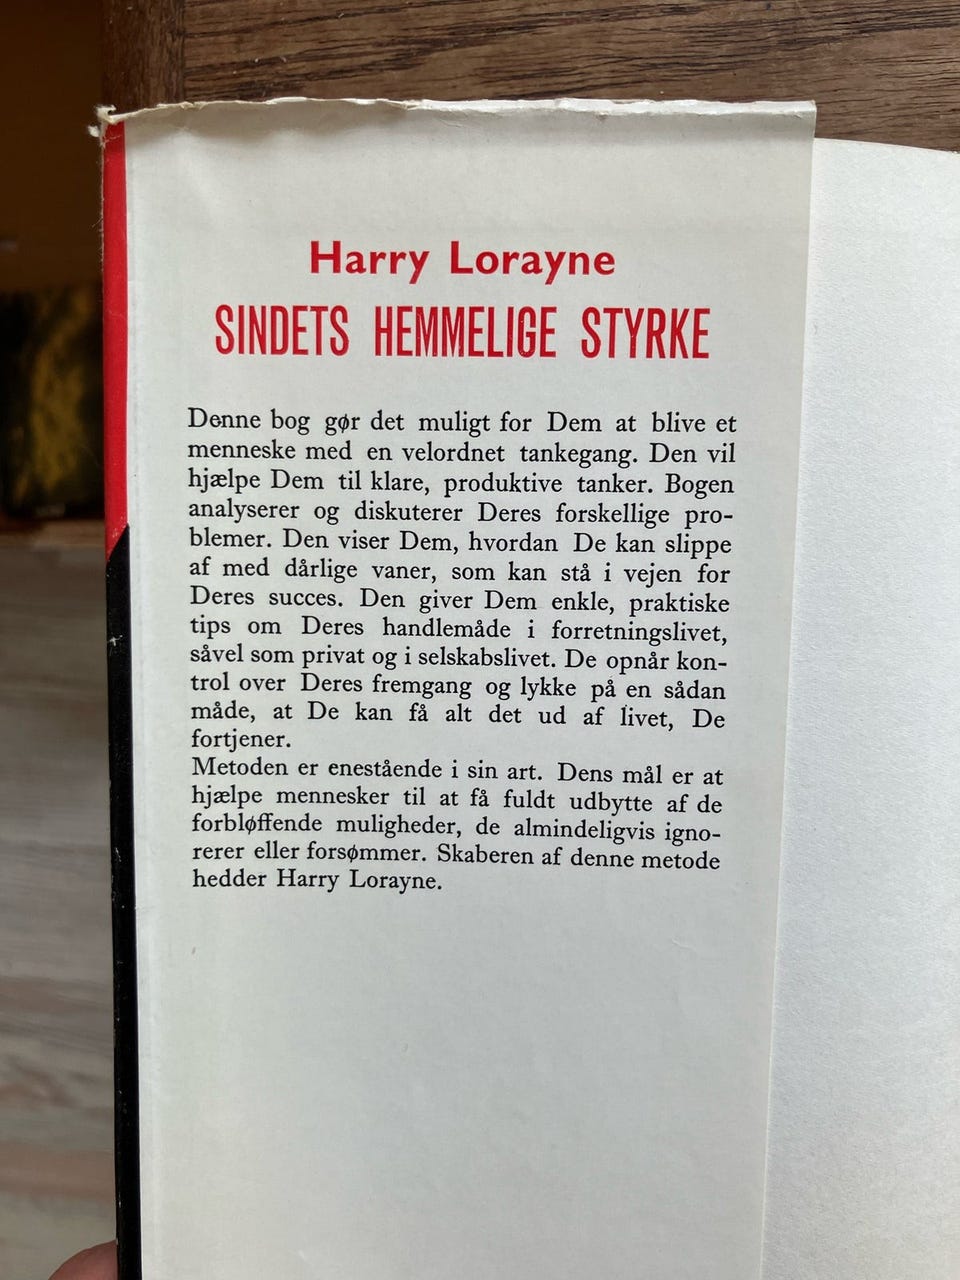 Harry Lorayne
SINDETS HEMMELIGE STYRKE
Denne bog gør det muligt for Dem at blive et
menneske med en velordnet tankegang. Den vil
hjælpe Dem til klare, produktive tanker. Bogen
analyserer og diskuterer Deres forskellige pro-
blemer. Den viser Dem, hvordan De kan slippe
af med dårlige vaner, som kan stå i vejen for
Deres succes. Den giver Dem enkle, praktiske
tips om Deres handlemåde i forretningslivet,
såvel som privat og i selskabslivet. De opnår kon-
trol over Deres fremgang og lykke på en sådan
måde, at De kan få alt det ud af livet, De
fortjener.
Metoden er enestående i sin art. Dens mål er at
hjælpe mennesker til at få fuldt udbytte af de
forbløffende muligheder, de almindeligvis igno-
rerer eller forsømmer. Skaberen af denne metode
hedder Harry Lorayne.